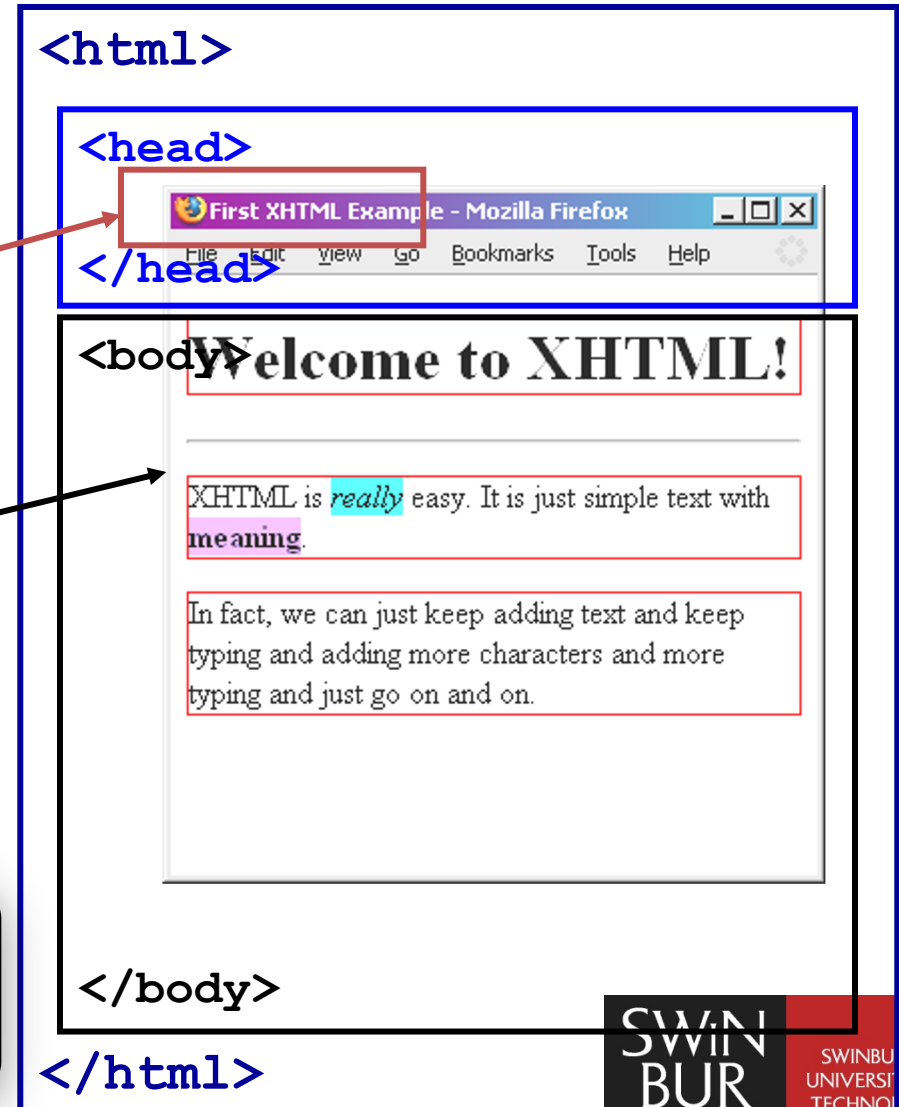 <html>
<head>
First XHTML Example - Mozilla Firefox
File Edit View Go Bookmarks Tools Help
</head>
<body>
Welcome to XHTML!
XHTML is really easy. It is just simple text with
meaning.
In fact, we can just keep adding text and keep
typing and adding more characters and more
typing and just go on and on.
</body>
</html>
SWIN
BUR
SWINBU
UNIVERSI
TECHNOL